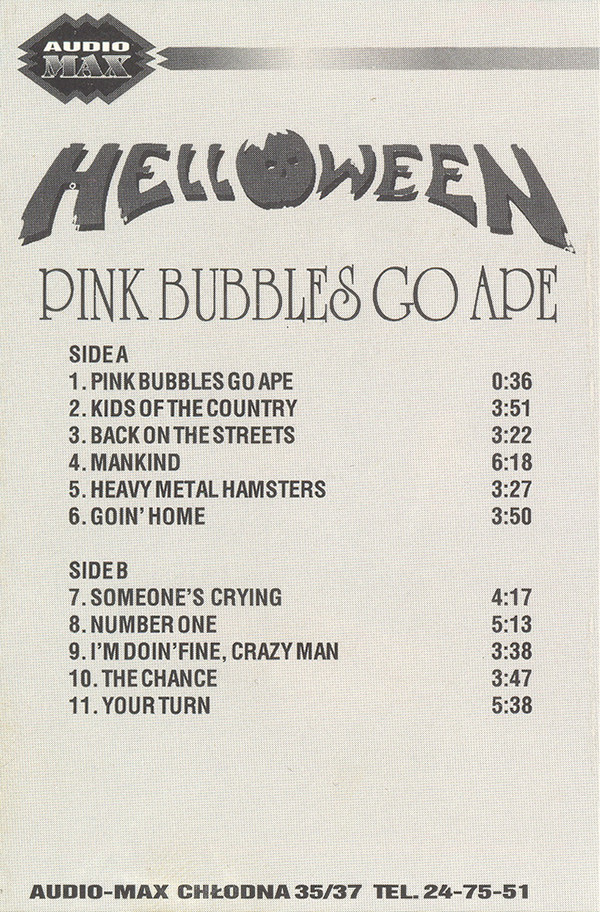 AUDIO
MAX
HELLOWEEN
PINK BUBBLES GO APE
SIDE A
1. PINK BUBBLES GO APE 0:36
2. KIDS OF THE COUNTRY 3:51
3. BACK ON THE STREETS 3:22
4. MANKIND 6:18
5. HEAVY METAL HAMSTERS 3:27
6. GOIN' HOME 3:50
SIDE B
7. SOMEONE'S CRYING 4:17
8. NUMBER ONE 5:13
9. I'M DOIN' FINE, CRAZY MAN 3:38
10. THE CHANCE 3:47
11. YOUR TURN 5:38
AUDIO-MAX CHŁODNA 35/37 TEL. 24-75-51